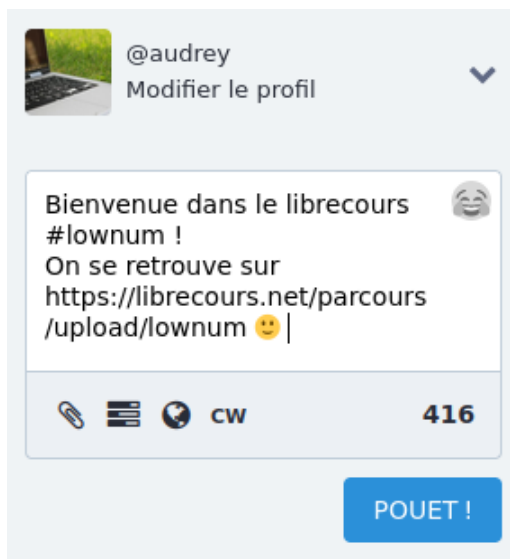 @audrey
Modifier le profil
Bienvenue dans le librecours
#lownum !
On se retrouve sur
https://librecours.net/parcours
/upload/lownum 🙂
CW
416
POUET !